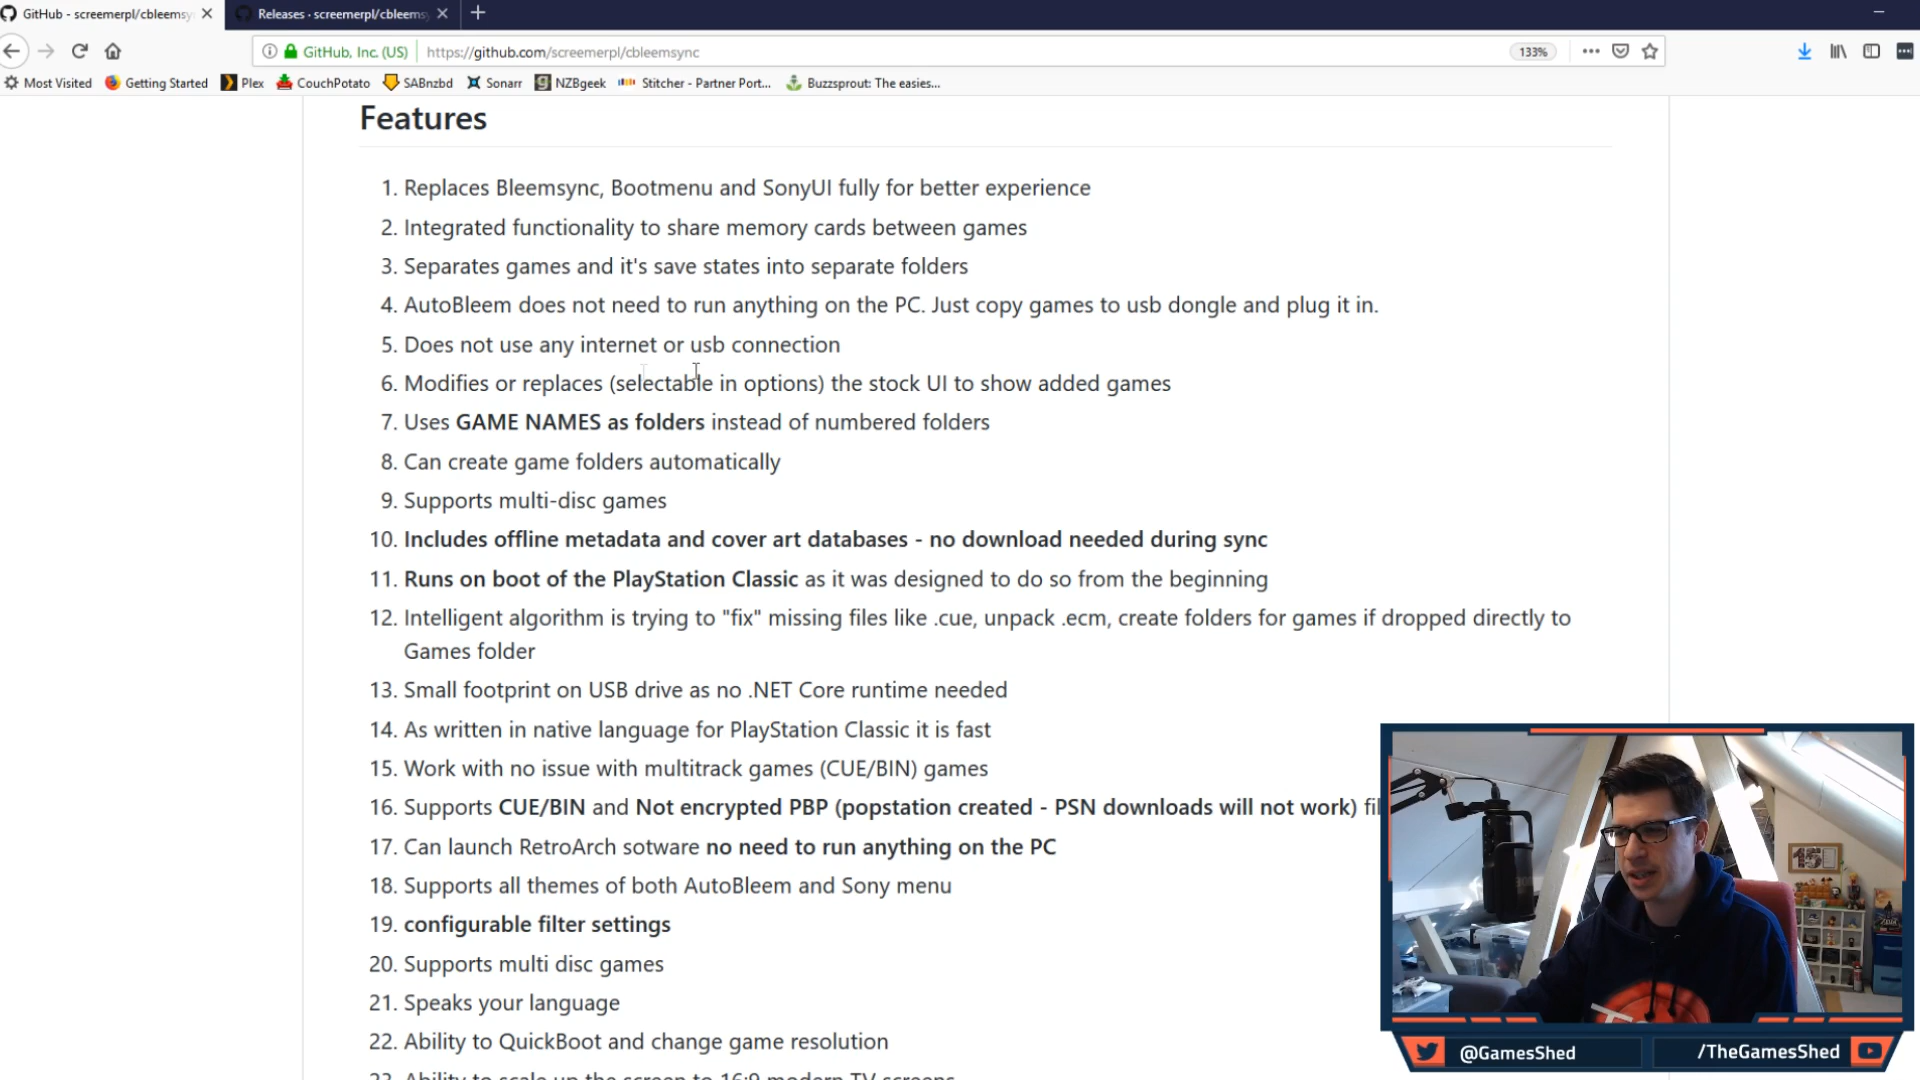 GitHub - screemerpl/cbleemsy
Releases · screemerpl/cbleems
GitHub, Inc. (US)
https://github.com/screemerpl/cbleemsync
133%
Most Visited
Getting Started
Plex
CouchPotato
SABnzbd
Sonarr
NZBgeek
Stitcher - Partner Port...
Buzzsprout: The easies...
Features
1. Replaces Bleemsync, Bootmenu and SonyUI fully for better experience
2. Integrated functionality to share memory cards between games
3. Separates games and it's save states into separate folders
4. AutoBleem does not need to run anything on the PC. Just copy games to usb dongle and plug it in.
5. Does not use any internet or usb connection
6. Modifies or replaces (selectable in options) the stock UI to show added games
7. Uses GAME NAMES as folders instead of numbered folders
8. Can create game folders automatically
9. Supports multi-disc games
10. Includes offline metadata and cover art databases - no download needed during sync
11. Runs on boot of the PlayStation Classic as it was designed to do so from the beginning
12. Intelligent algorithm is trying to "fix" missing files like .cue, unpack .ecm, create folders for games if dropped directly to
Games folder
13. Small footprint on USB drive as no .NET Core runtime needed
14. As written in native language for PlayStation Classic it is fast
15. Work with no issue with multitrack games (CUE/BIN) games
16. Supports CUE/BIN and Not encrypted PBP (popstation created - PSN downloads will not work) fil
17. Can launch RetroArch sotware no need to run anything on the PC
18. Supports all themes of both AutoBleem and Sony menu
19. configurable filter settings
20. Supports multi disc games
21. Speaks your language
22. Ability to QuickBoot and change game resolution
23. Ability to scale up the screen to 16:9 modern TV screens
@GamesShed
/TheGamesShed